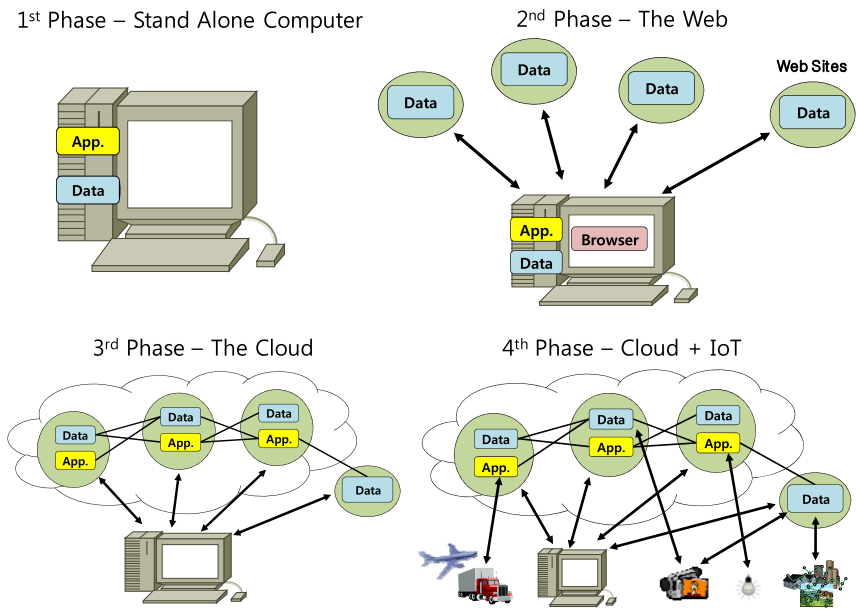 1st Phase – Stand Alone Computer
App.
Data
2nd Phase – The Web
Web Sites
Data
Data
Data
Data
App.
Browser
Data
3rd Phase – The Cloud
Data
App.
Data
App.
Data
App.
Data
4th Phase – Cloud + IoT
Data
App.
Data
App.
Data
App.
Data